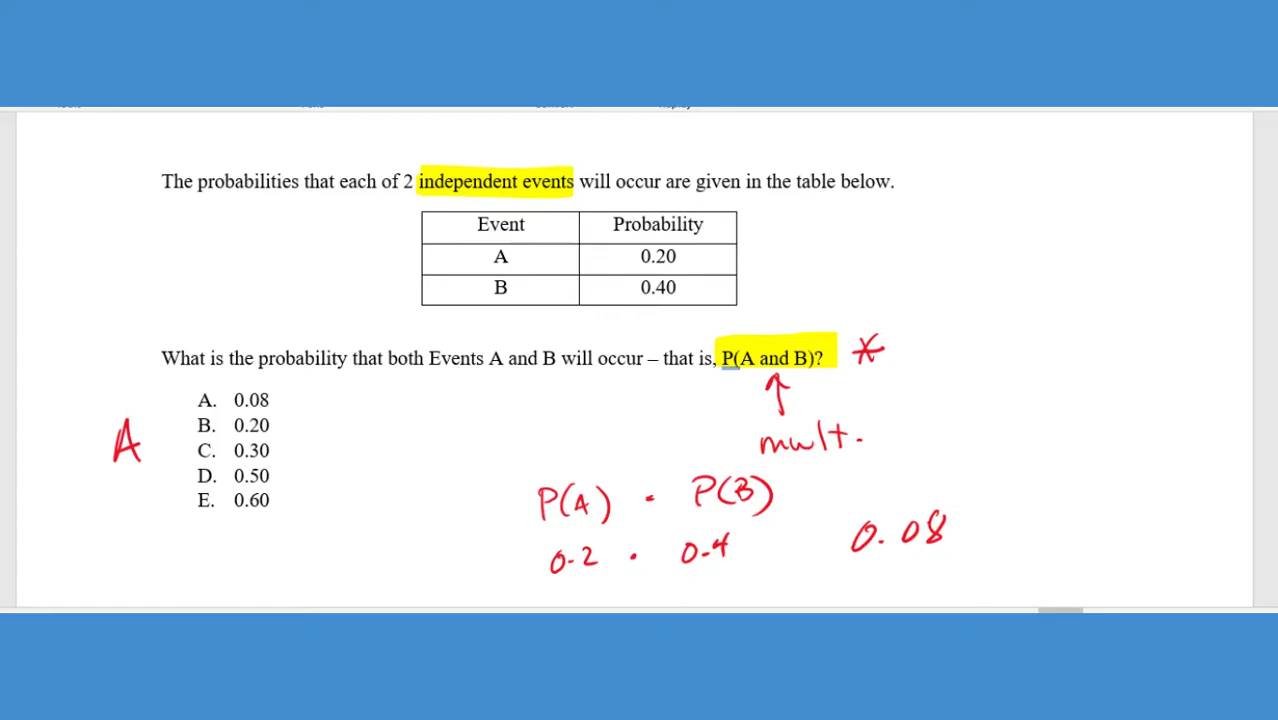 The probabilities that each of 2 independent events will occur are given in the table below.
Event Probability
A 0.20
B 0.40
What is the probability that both Events A and B will occur – that is, P(A and B)? *
A. 0.08
B. 0.20
C. 0.30
D. 0.50
E. 0.60
A
mult.
P(A) · P(B)
0.2 · 0.4
0.08